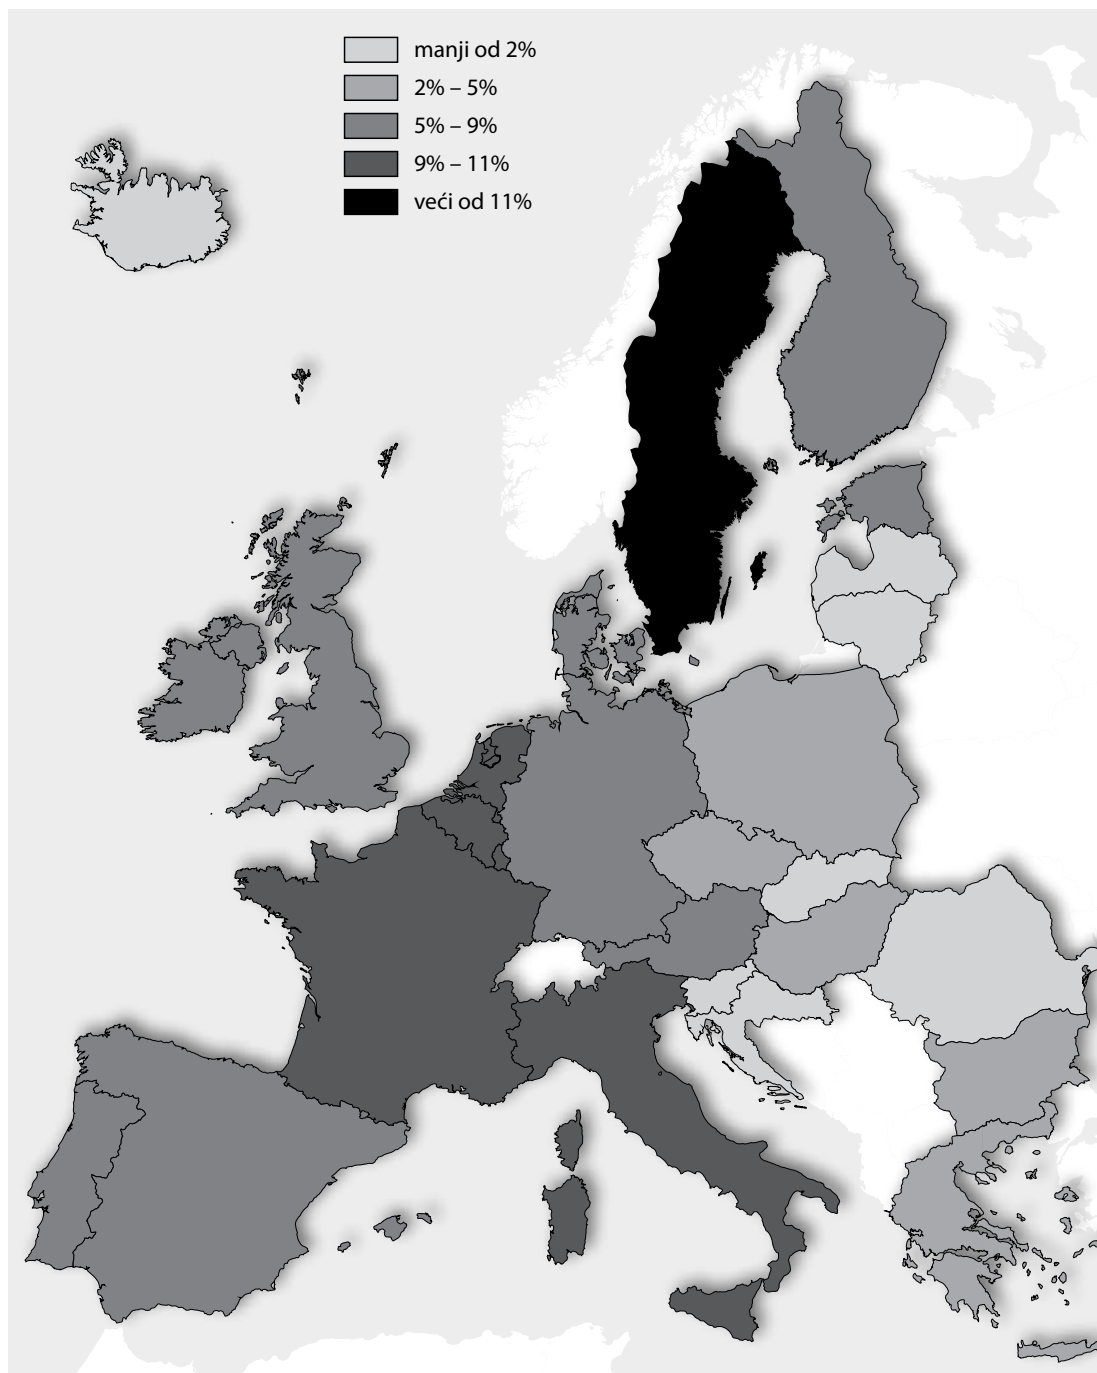 manji od 2%
2% – 5%
5% – 9%
9% – 11%
veći od 11%